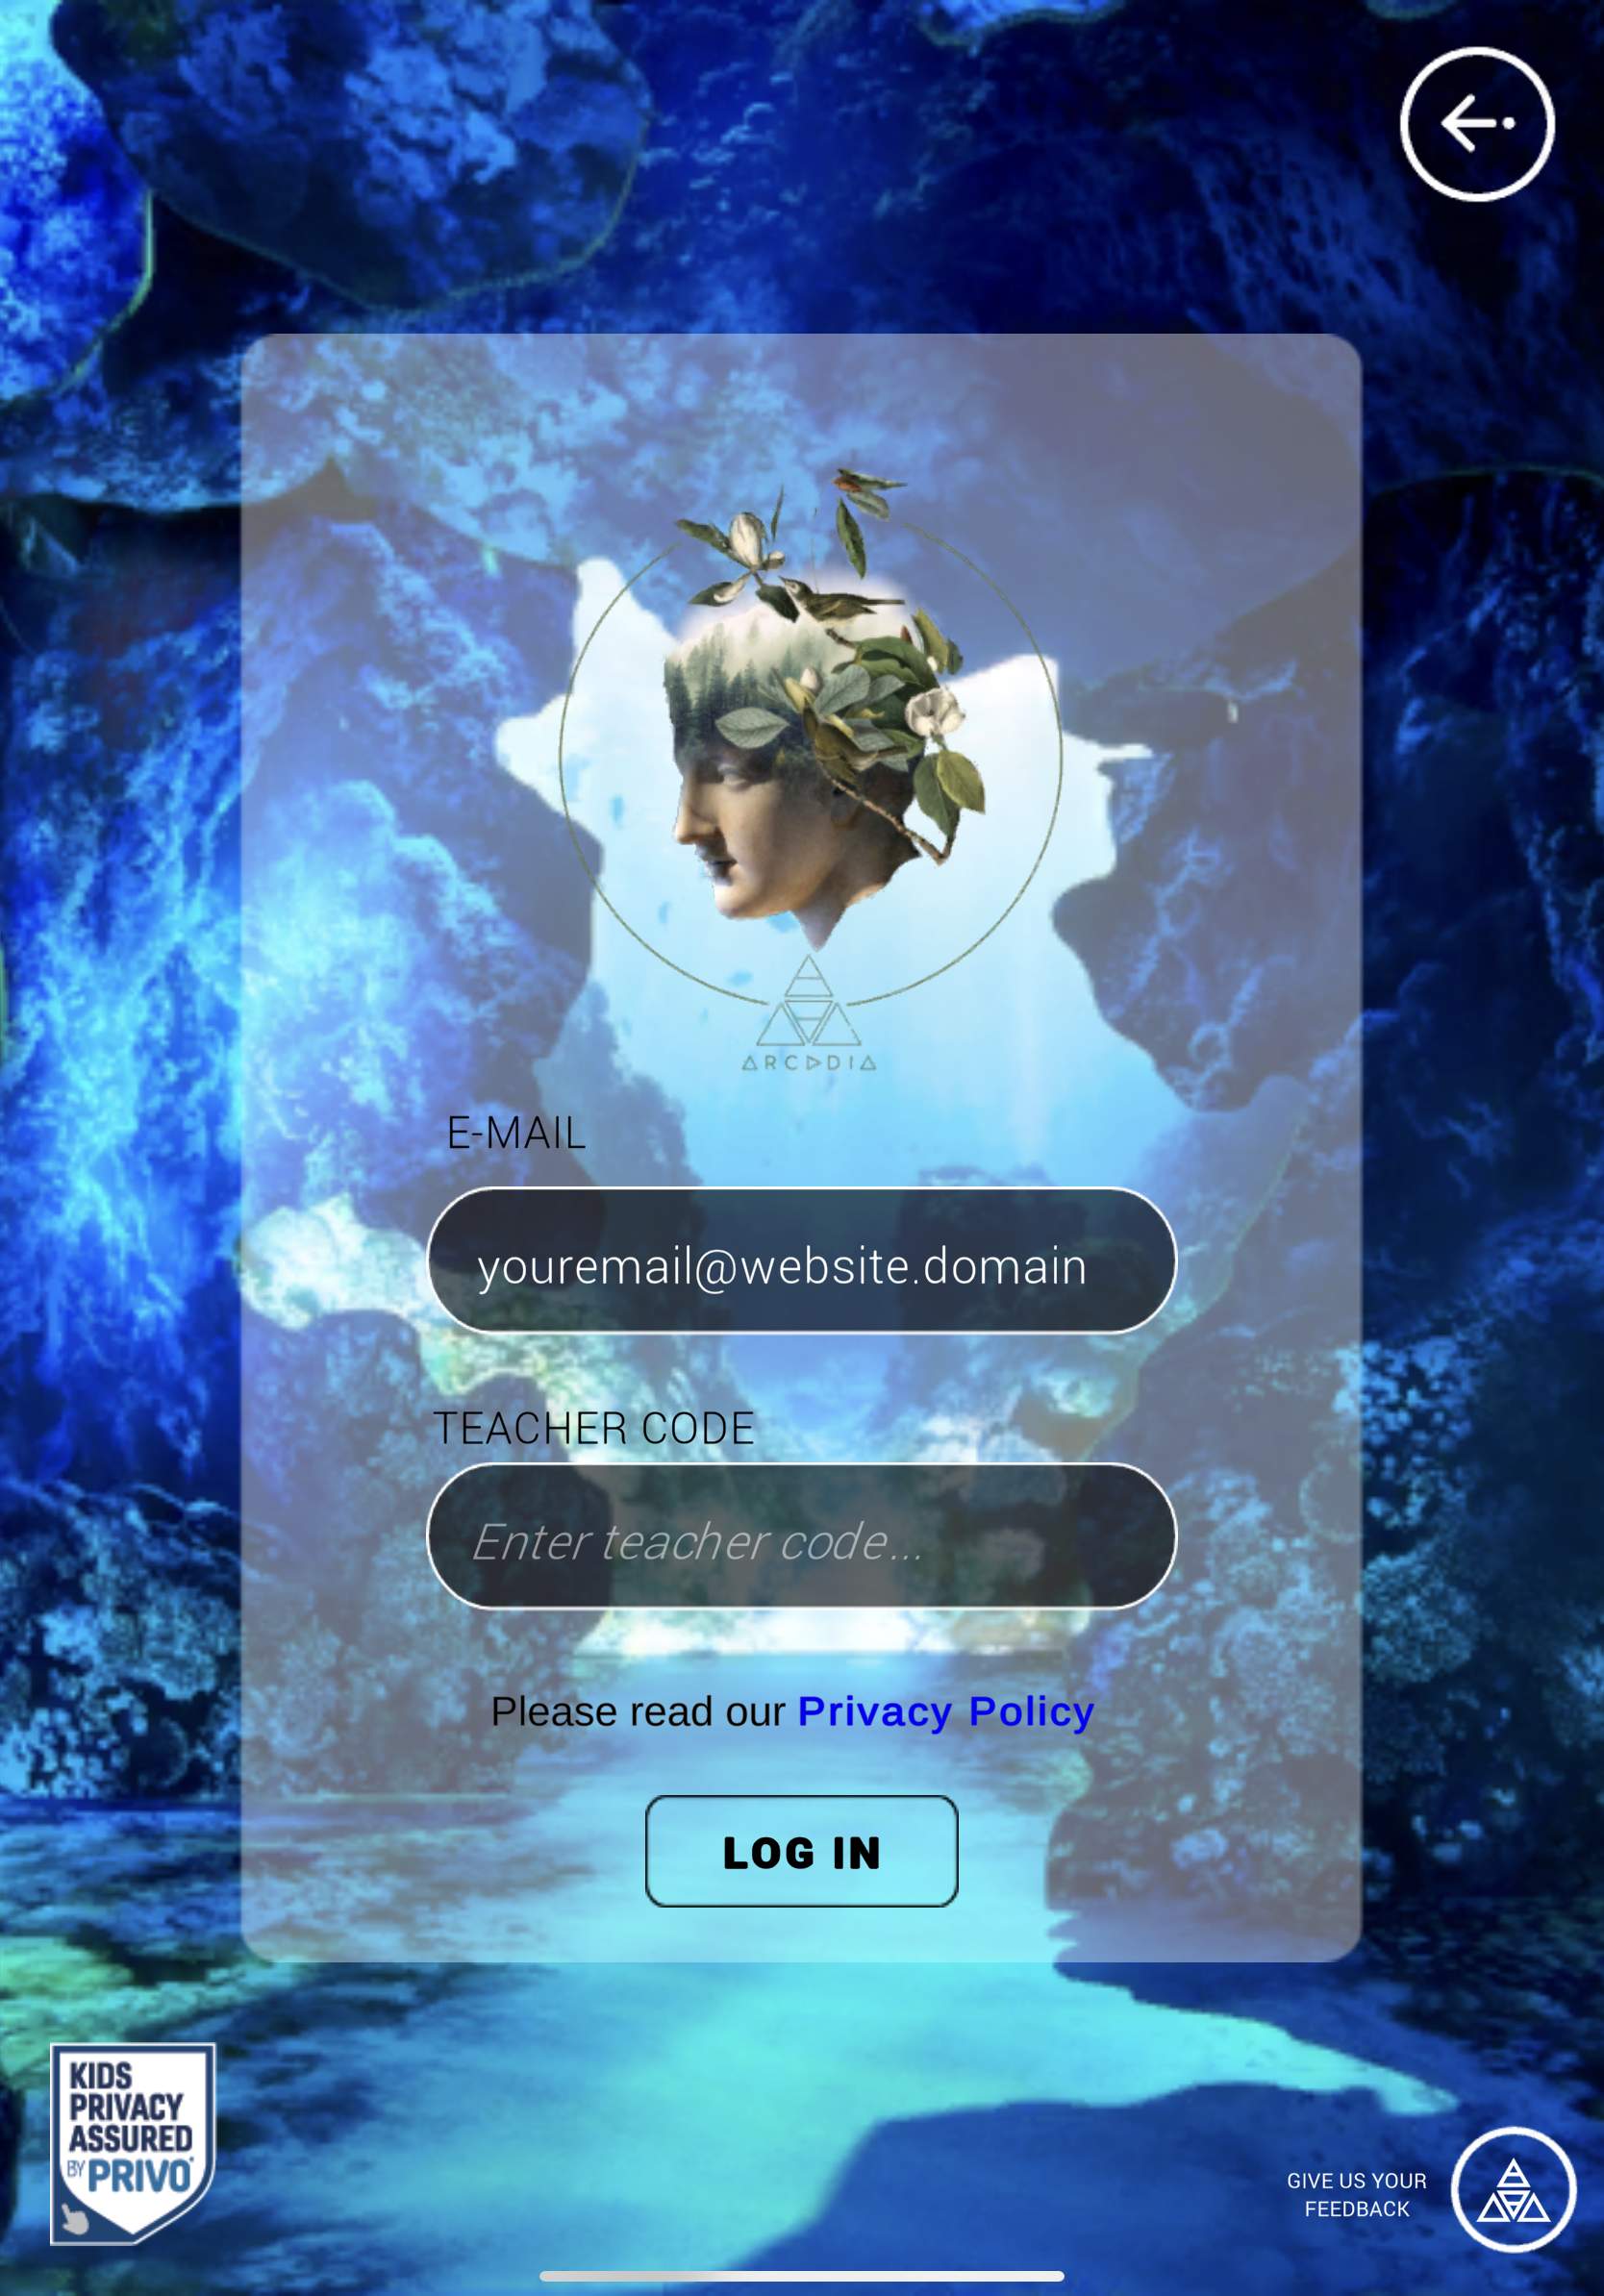 ARCADIA
E-MAIL
youremail@website.domain
TEACHER CODE
Enter teacher code...
Please read our Privacy Policy
LOG IN
KIDS
PRIVACY
ASSURED
BY PRIVO
GIVE US YOUR
FEEDBACK